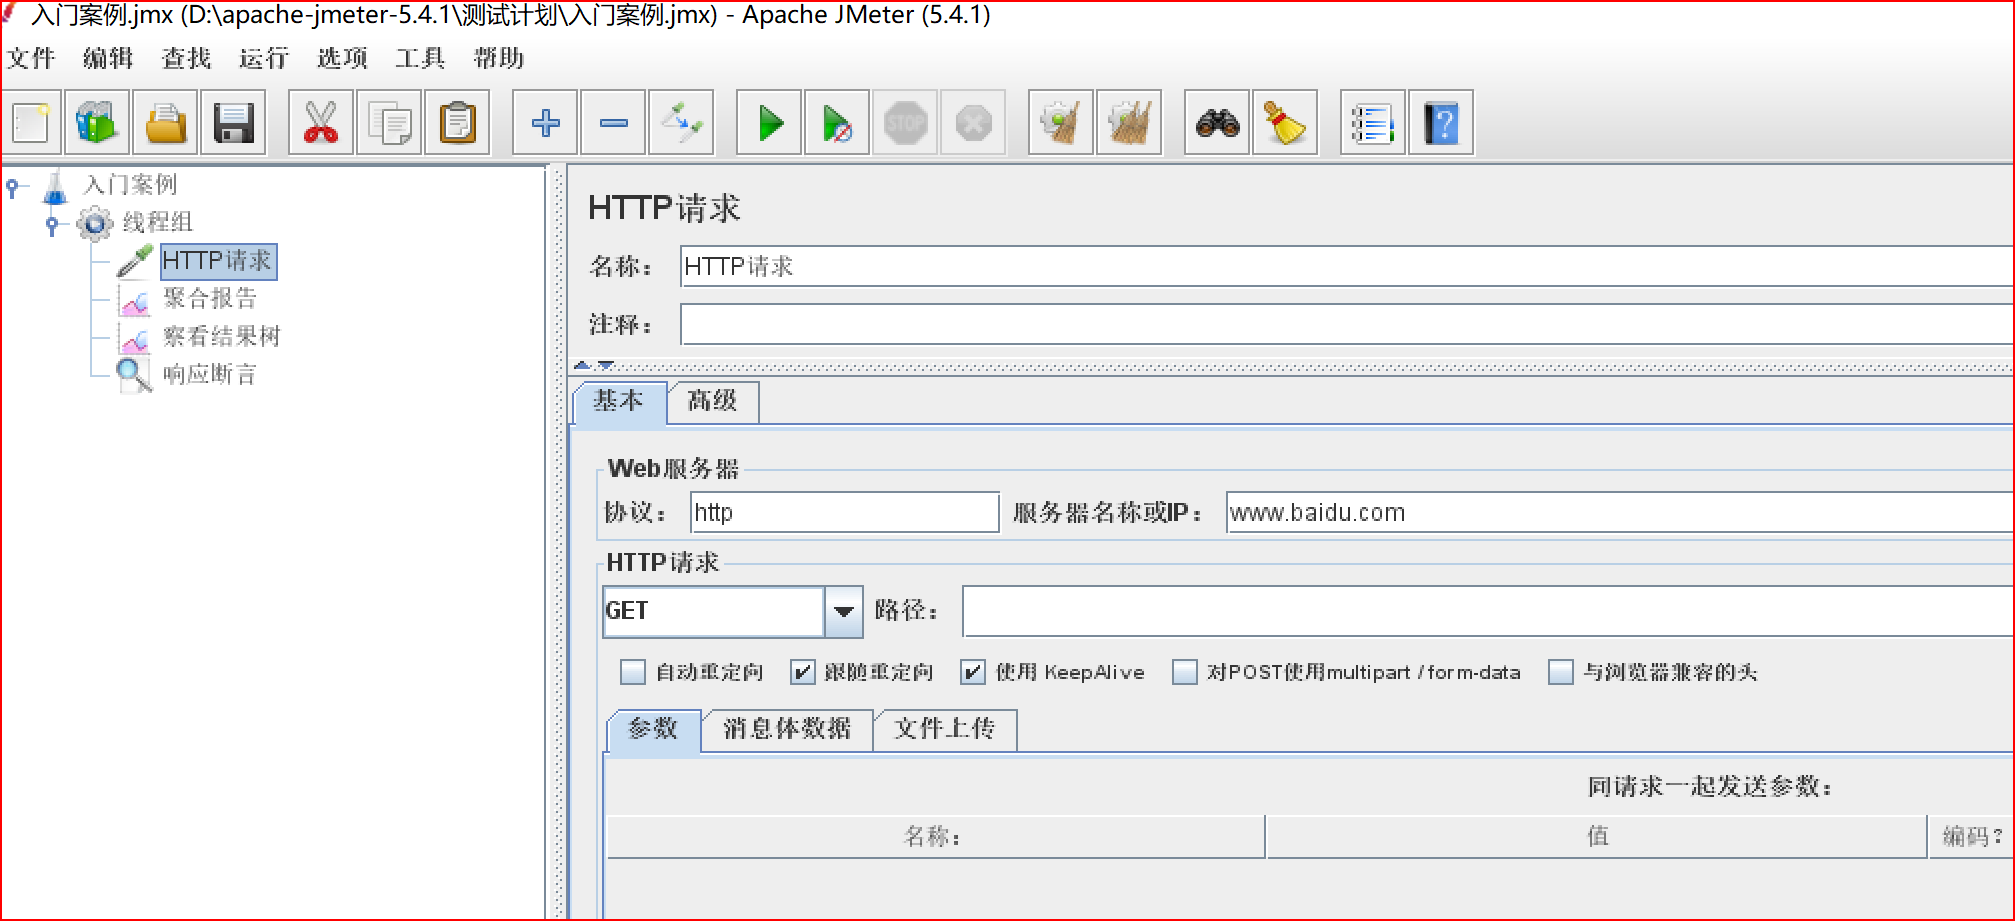 入门案例.jmx (D:\apache-jmeter-5.4.1\测试计划\入门案例.jmx) - Apache JMeter (5.4.1)
文件 编辑 查找 运行 选项 工具 帮助
STOP
?
入门案例
线程组
HTTP请求
聚合报告
察看结果树
响应断言
HTTP请求
名称： HTTP请求
注释：
基本 高级
Web服务器
协议： http 服务器名称或IP： www.baidu.com
HTTP请求
GET 路径：
自动重定向 跟随重定向 使用 KeepAlive 对POST使用multipart / form-data 与浏览器兼容的头
参数 消息体数据 文件上传
同请求一起发送参数：
名称： 值 编码？